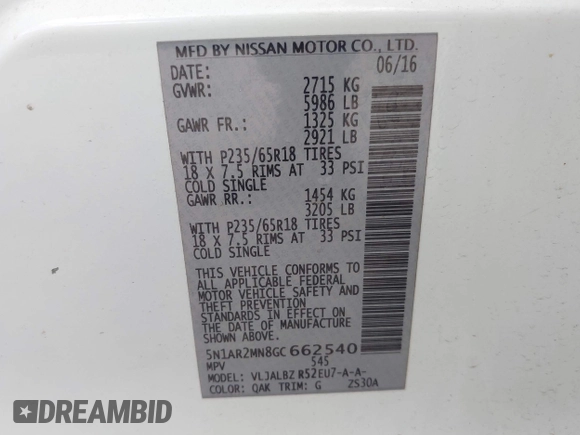 MFD BY NISSAN MOTOR CO., LTD.
DATE: 06/16
GVWR: 2715 KG
5986 LB
GAWR FR.: 1325 KG
2921 LB
WITH P235/65R18 TIRES
18 X 7.5 RIMS AT 33 PSI
COLD SINGLE
GAWR RR.: 1454 KG
3205 LB
WITH P235/65R18 TIRES
18 X 7.5 RIMS AT 33 PSI
COLD SINGLE
THIS VEHICLE CONFORMS TO
ALL APPLICABLE FEDERAL
MOTOR VEHICLE SAFETY AND
THEFT PREVENTION
STANDARDS IN EFFECT ON
THE DATE OF MANUFACTURE
SHOWN ABOVE.
5N1AR2MN8GC662540
MPV 545
MODEL: VLJALBZ R52EU7-A-A-
COLOR: QAK TRIM: G 2S30A
DREAMBID
DREAMBID